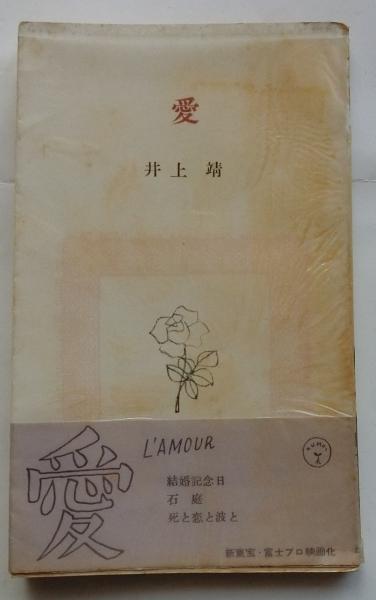 愛
井上 靖
愛
L'AMOUR
結婚記念日
石庭
死と恋と波と
新東宝・富士プロ映画化